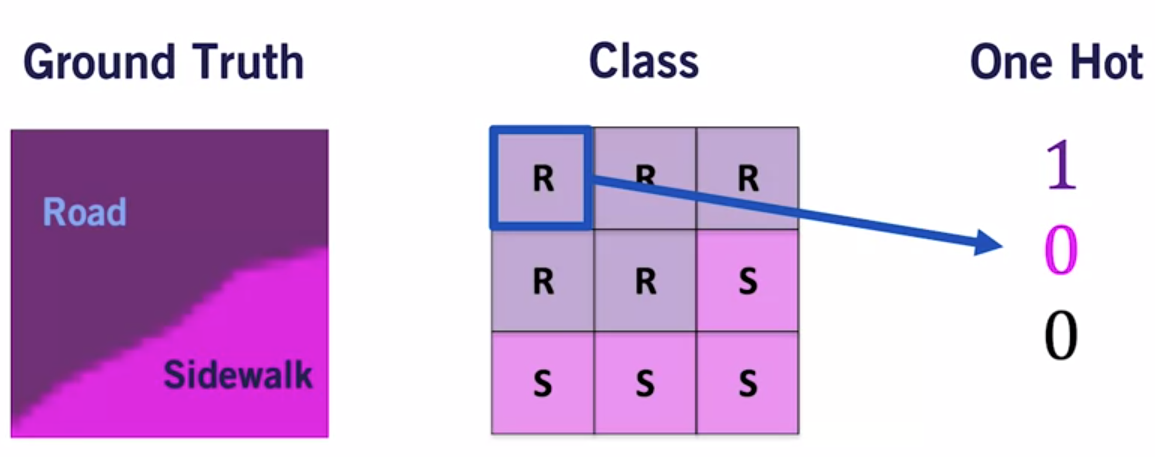 Ground Truth
Class
One Hot
Road
Sidewalk
R R R
R R S
S S S
1
0
0